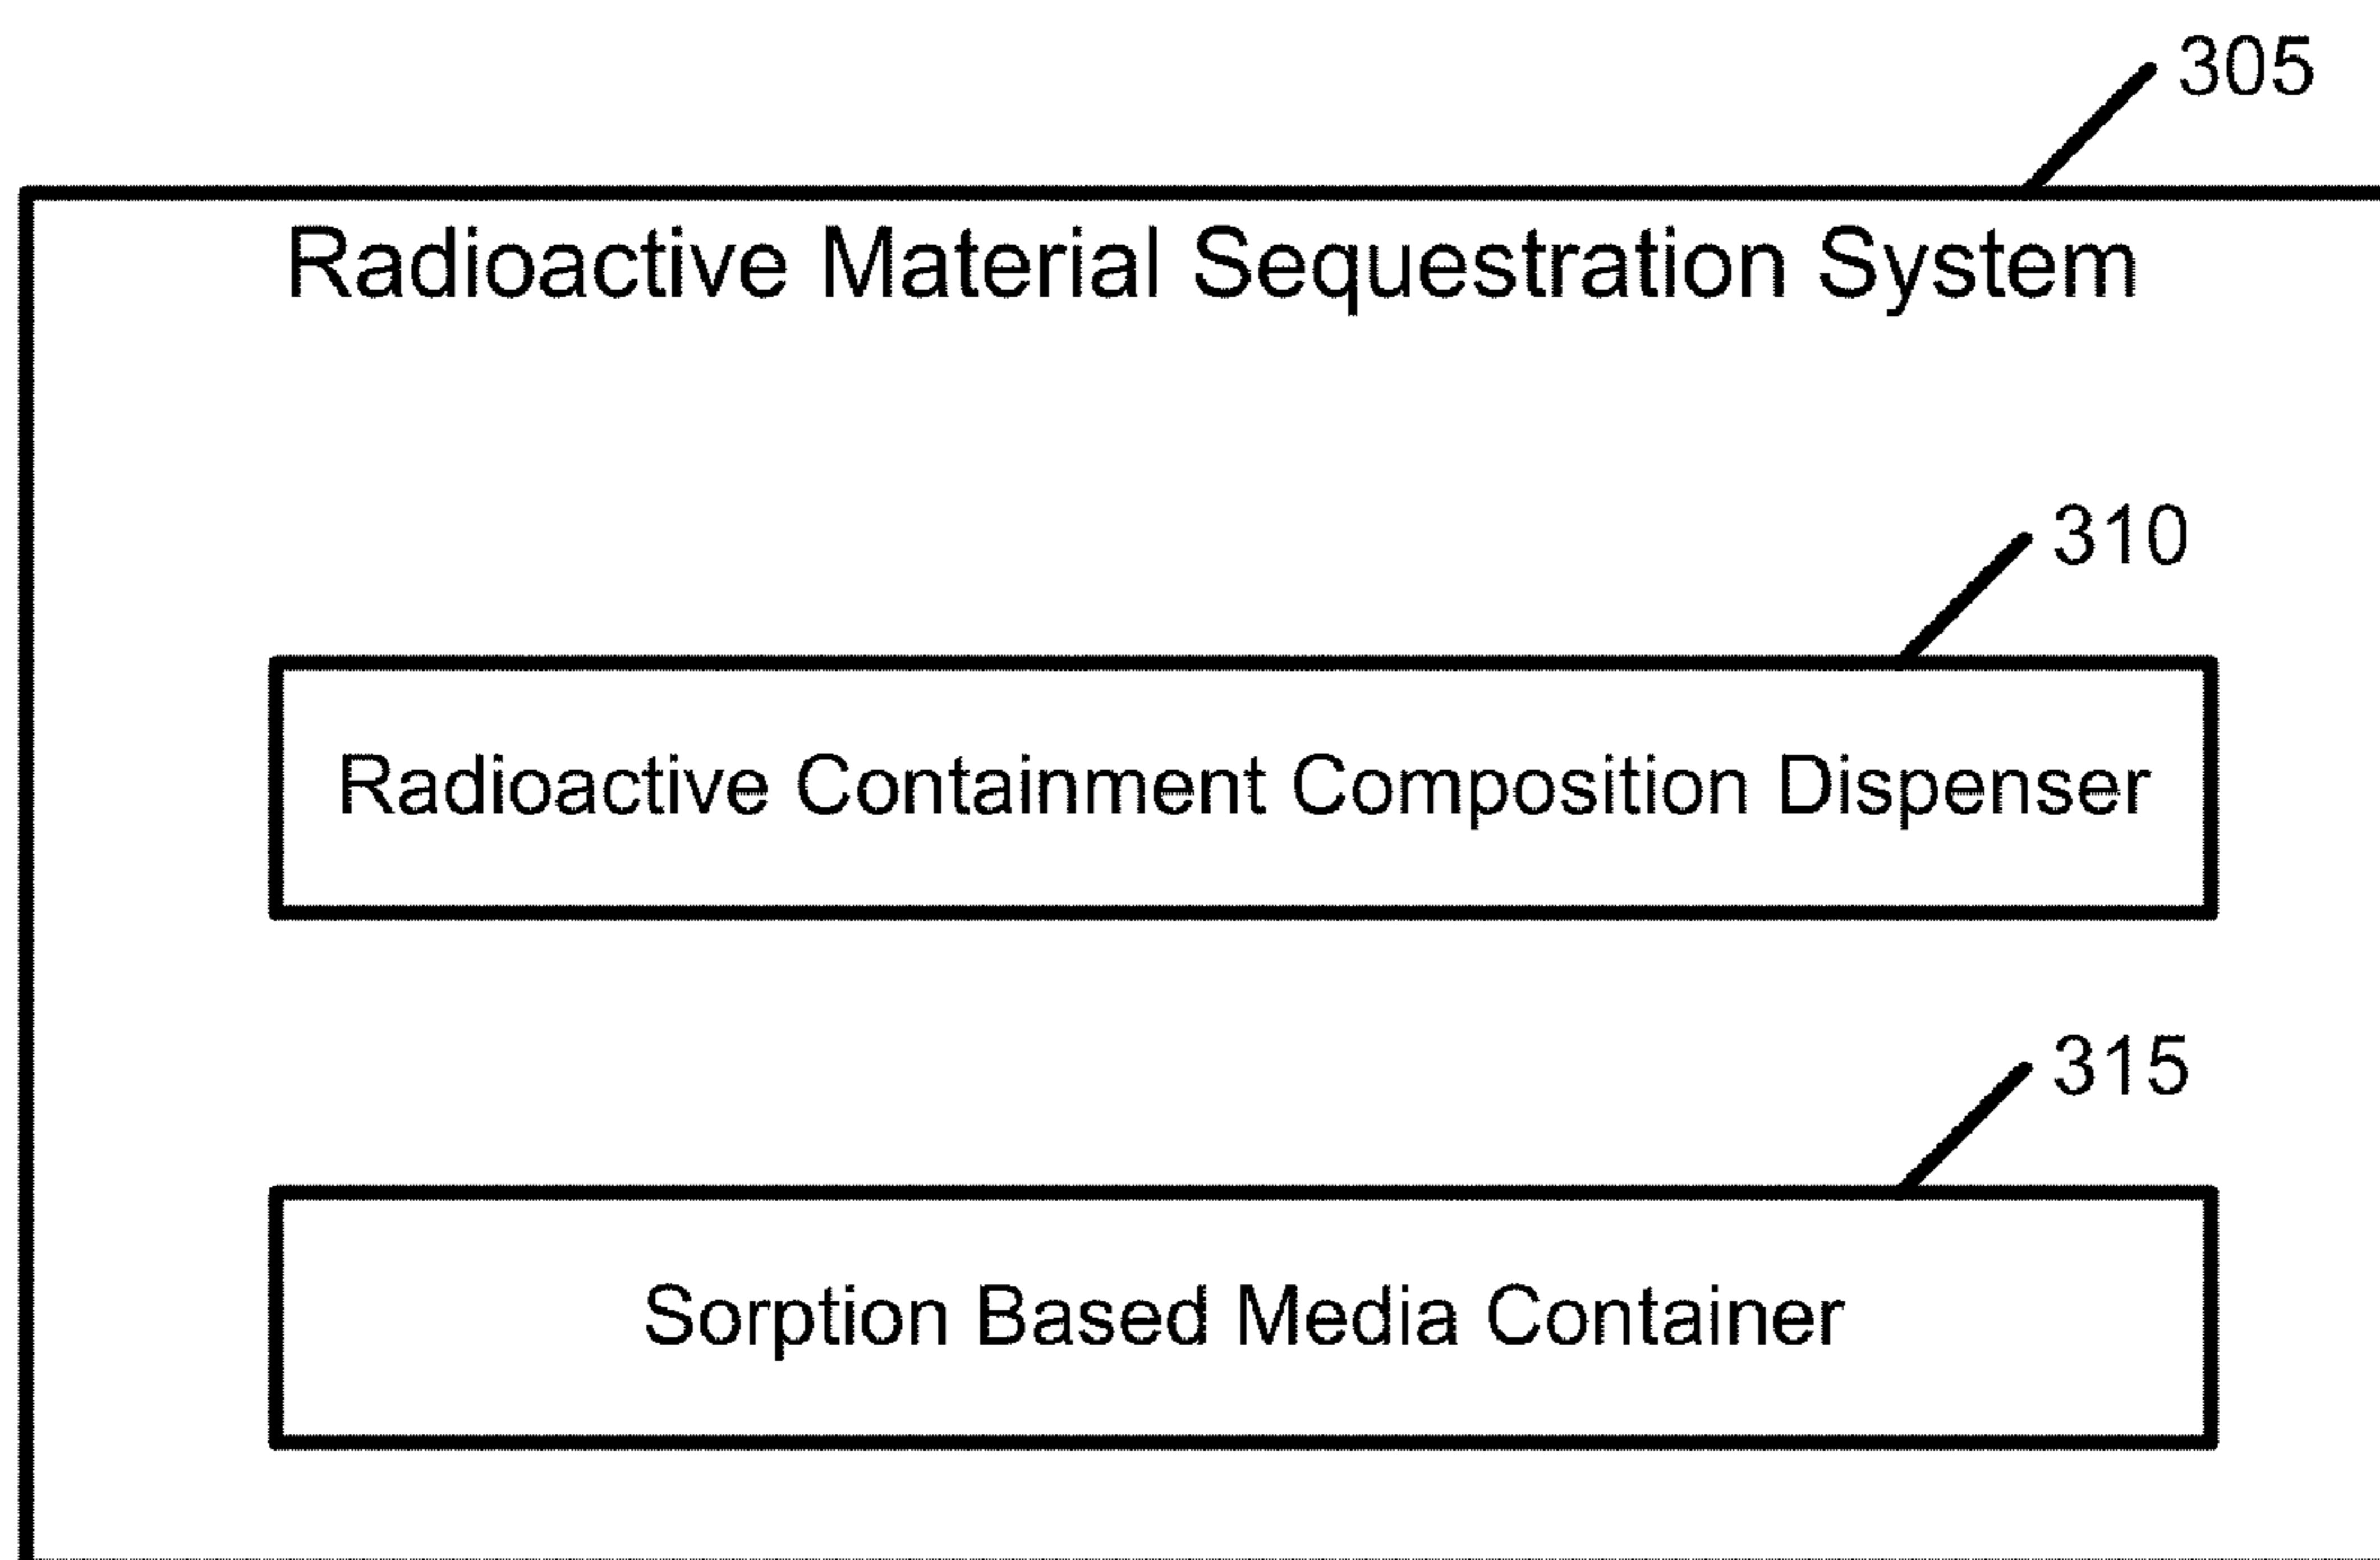 305
Radioactive Material Sequestration System
310
Radioactive Containment Composition Dispenser
315
Sorption Based Media Container